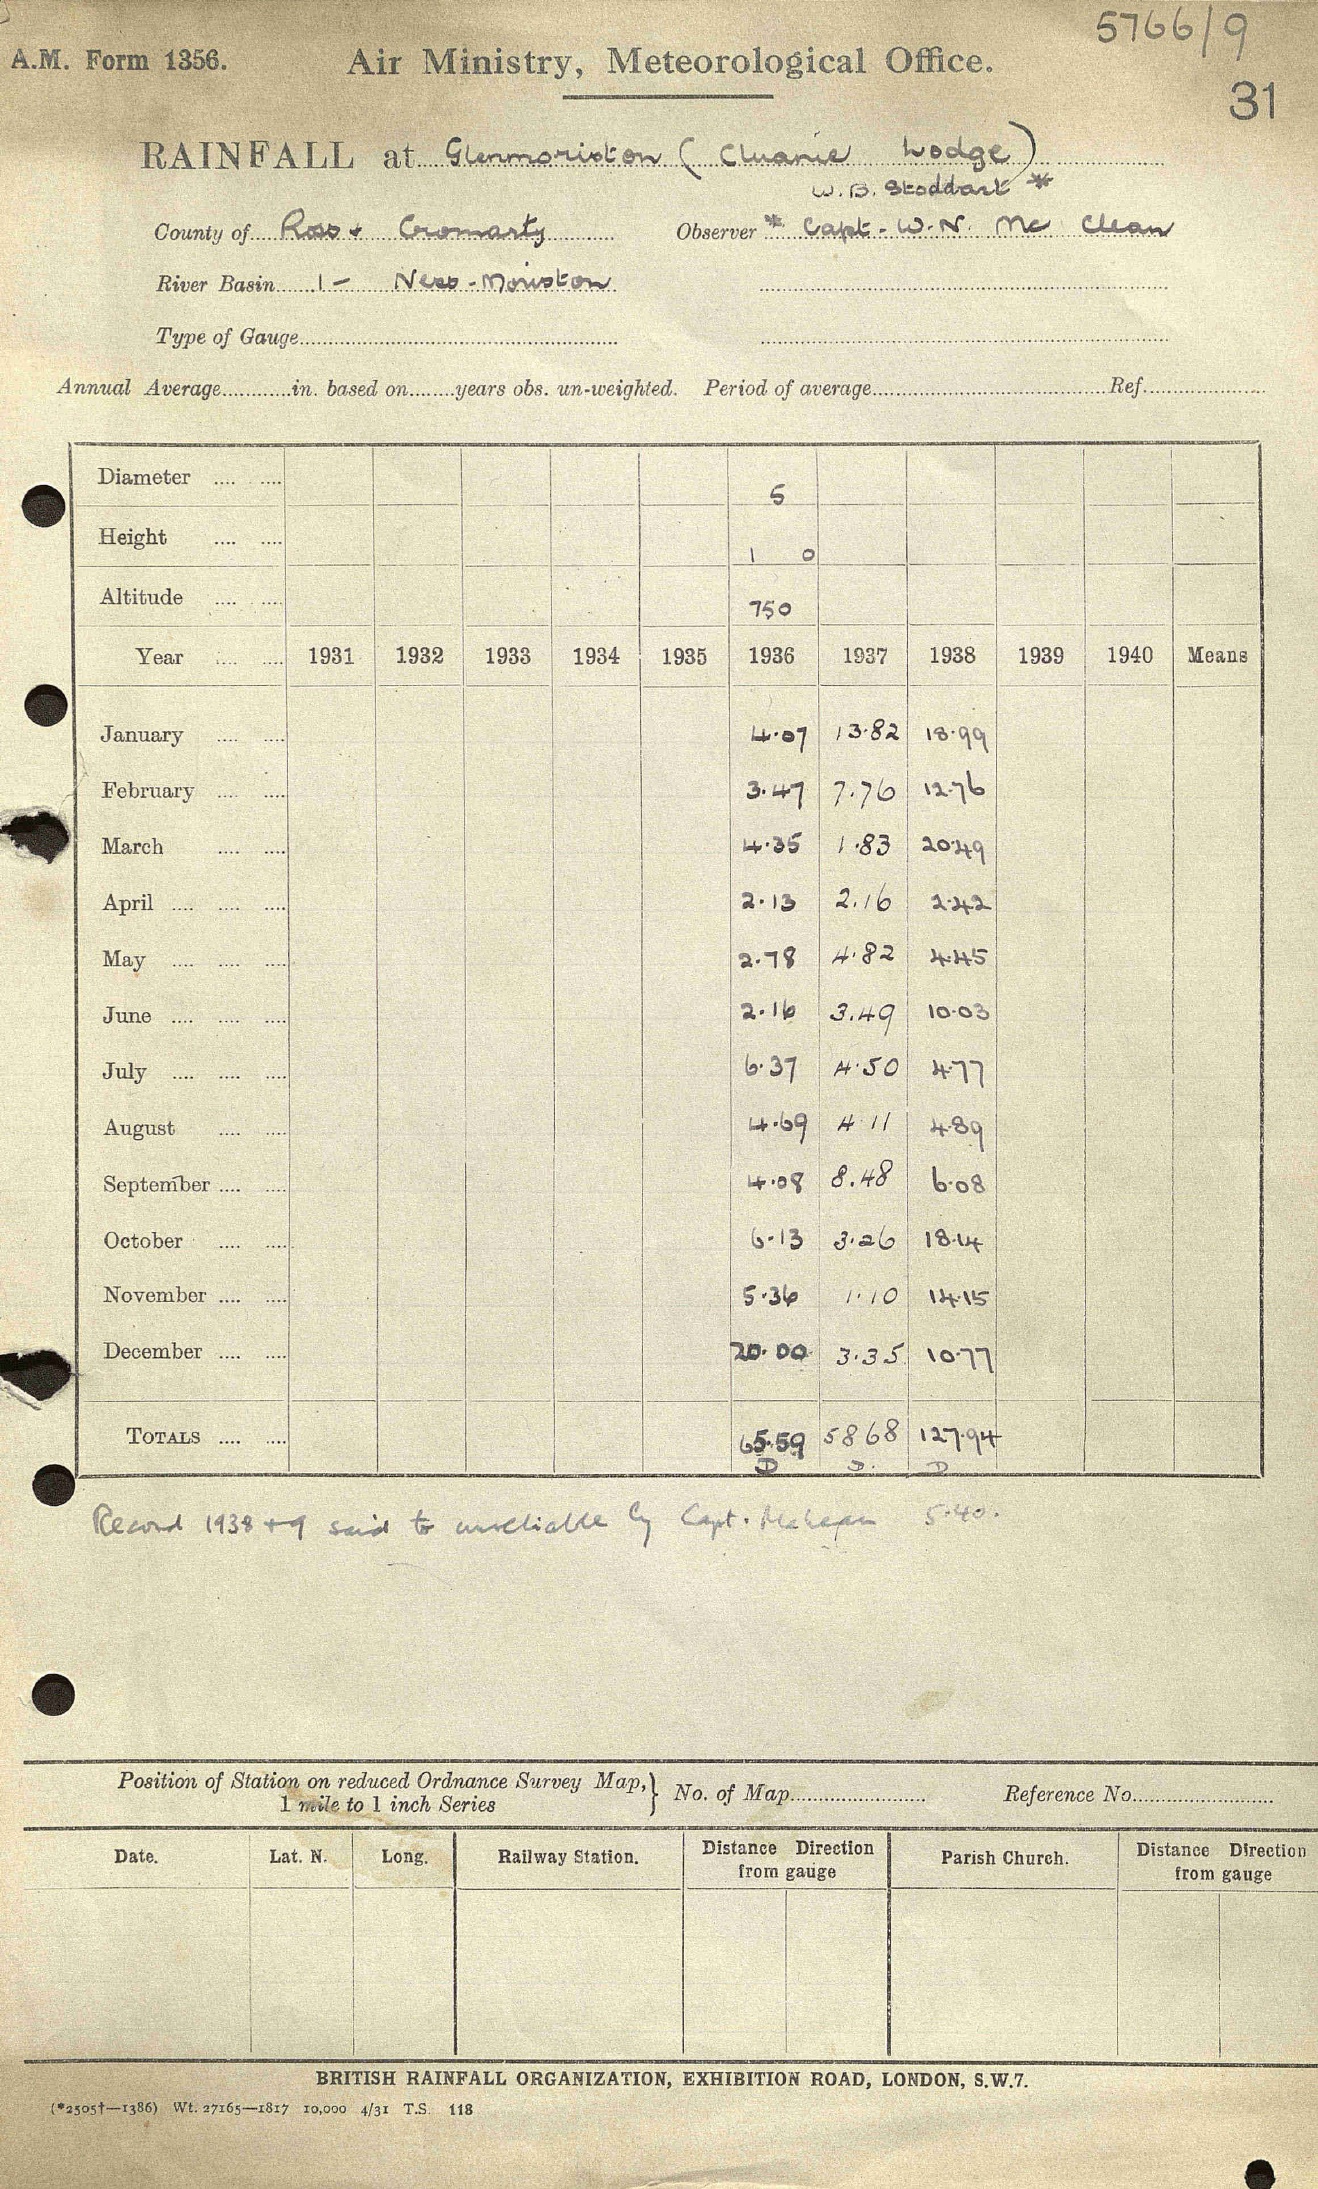 5766/9
A.M. Form 1356. Air Ministry, Meteorological Office.
31
RAINFALL at Glenmoriston (Cluanie Lodge)
W.B. Stoddart *
County of Ross & Cromarty Observer * Capt. W.N. Mc Clean
River Basin 1 - Ness - Moriston
Type of Gauge
Annual Average in. based on years obs. un-weighted. Period of average Ref.
Diameter 5
Height 1 0
Altitude 750
Year 1931 1932 1933 1934 1935 1936 1937 1938 1939 1940 Means
January 4.07 13.82 18.99
February 3.47 7.76 12.76
March 4.35 1.83 20.49
April 2.13 2.16 2.42
May 2.78 4.82 4.45
June 2.16 3.49 10.03
July 6.37 4.50 4.77
August 4.69 4.11 4.89
September 4.08 8.48 6.08
October 6.13 3.26 18.14
November 5.36 1.10 14.15
December 20.00 3.35 10.77
TOTALS 65.59 58.68 127.94
D D. D
Record 1938 + 9 said to unreliable by Capt. 5.40.
Position of Station on reduced Ordnance Survey Map, } No. of Map Reference No.
1 mile to 1 inch Series
Date. Lat. N. Long. Railway Station. Distance Direction from gauge Parish Church. Distance Direction from gauge
BRITISH RAINFALL ORGANIZATION, EXHIBITION ROAD, LONDON, S.W.7.
(*2505†—1386) Wt. 27165—1817 10,000 4/31 T.S. 118